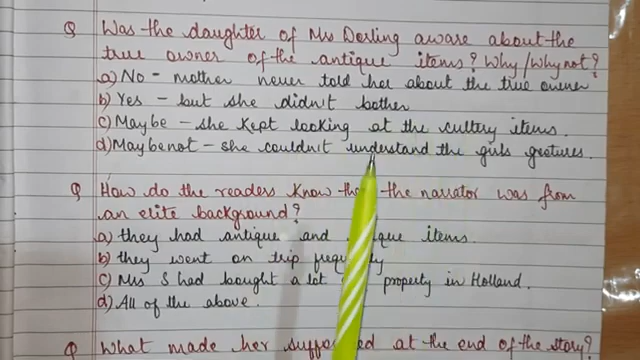 Q Was the daughter of Mrs Dorling aware about the
true owner of the antique items? Why/Why not?
a) No - mother never told her about the true owner
b) Yes - but she didn't bother
c) Maybe - she kept looking at the cutlery items.
d) Maybe not - she couldn't understand the girls gestures.
Q How do the readers know the narrator was from
an elite background?
a) they had antique and items.
b) they went on trip
c) Mrs S had bought a lot property in Holland.
d) All of the above.
Q What made her at the end of the story?